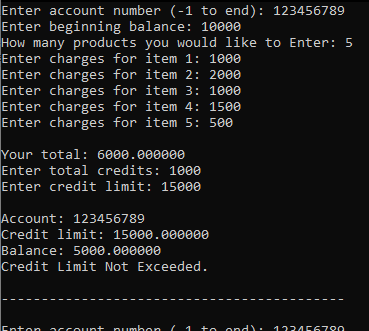 Enter account number (-1 to end): 123456789
Enter beginning balance: 10000
How many products you would like to Enter: 5
Enter charges for item 1: 1000
Enter charges for item 2: 2000
Enter charges for item 3: 1000
Enter charges for item 4: 1500
Enter charges for item 5: 500
Your total: 6000.000000
Enter total credits: 1000
Enter credit limit: 15000
Account: 123456789
Credit limit: 15000.000000
Balance: 5000.000000
Credit Limit Not Exceeded.
-------------------------------------------
Enter account number (-1 to end): 123456789